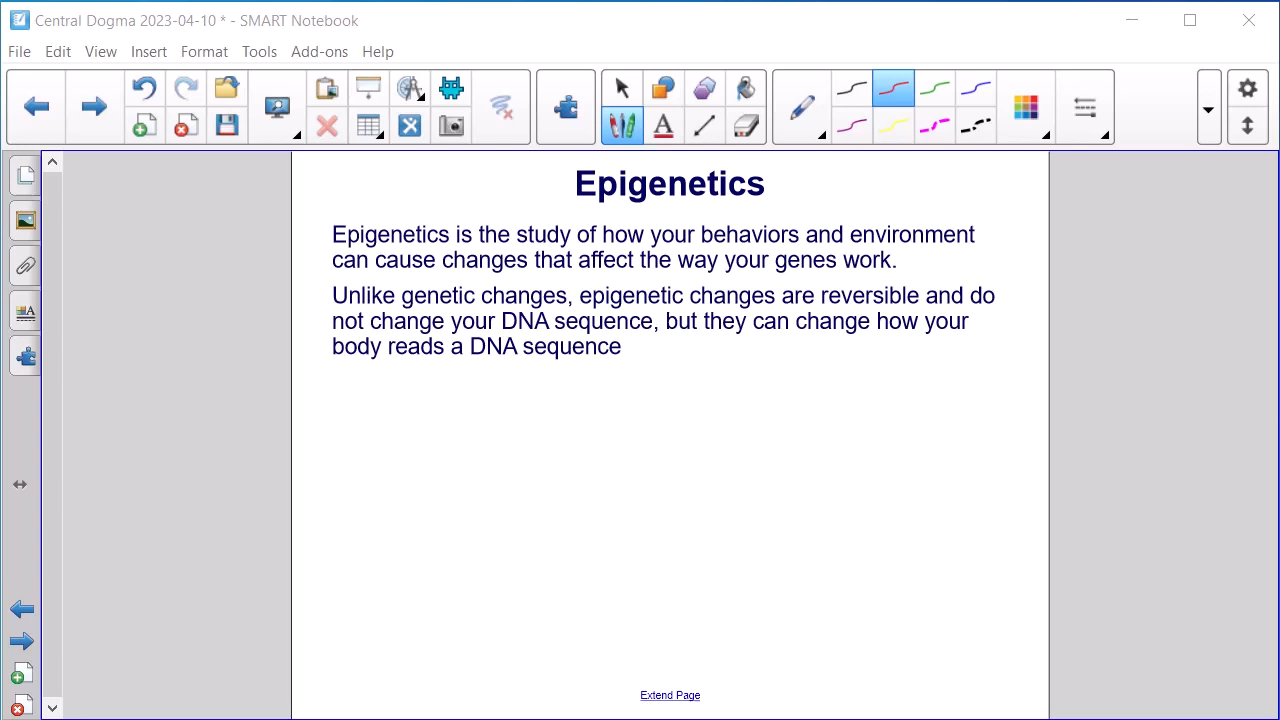 Central Dogma 2023-04-10 * - SMART Notebook
File Edit View Insert Format Tools Add-ons Help
Epigenetics
Epigenetics is the study of how your behaviors and environment
can cause changes that affect the way your genes work.
Unlike genetic changes, epigenetic changes are reversible and do
not change your DNA sequence, but they can change how your
body reads a DNA sequence
Extend Page